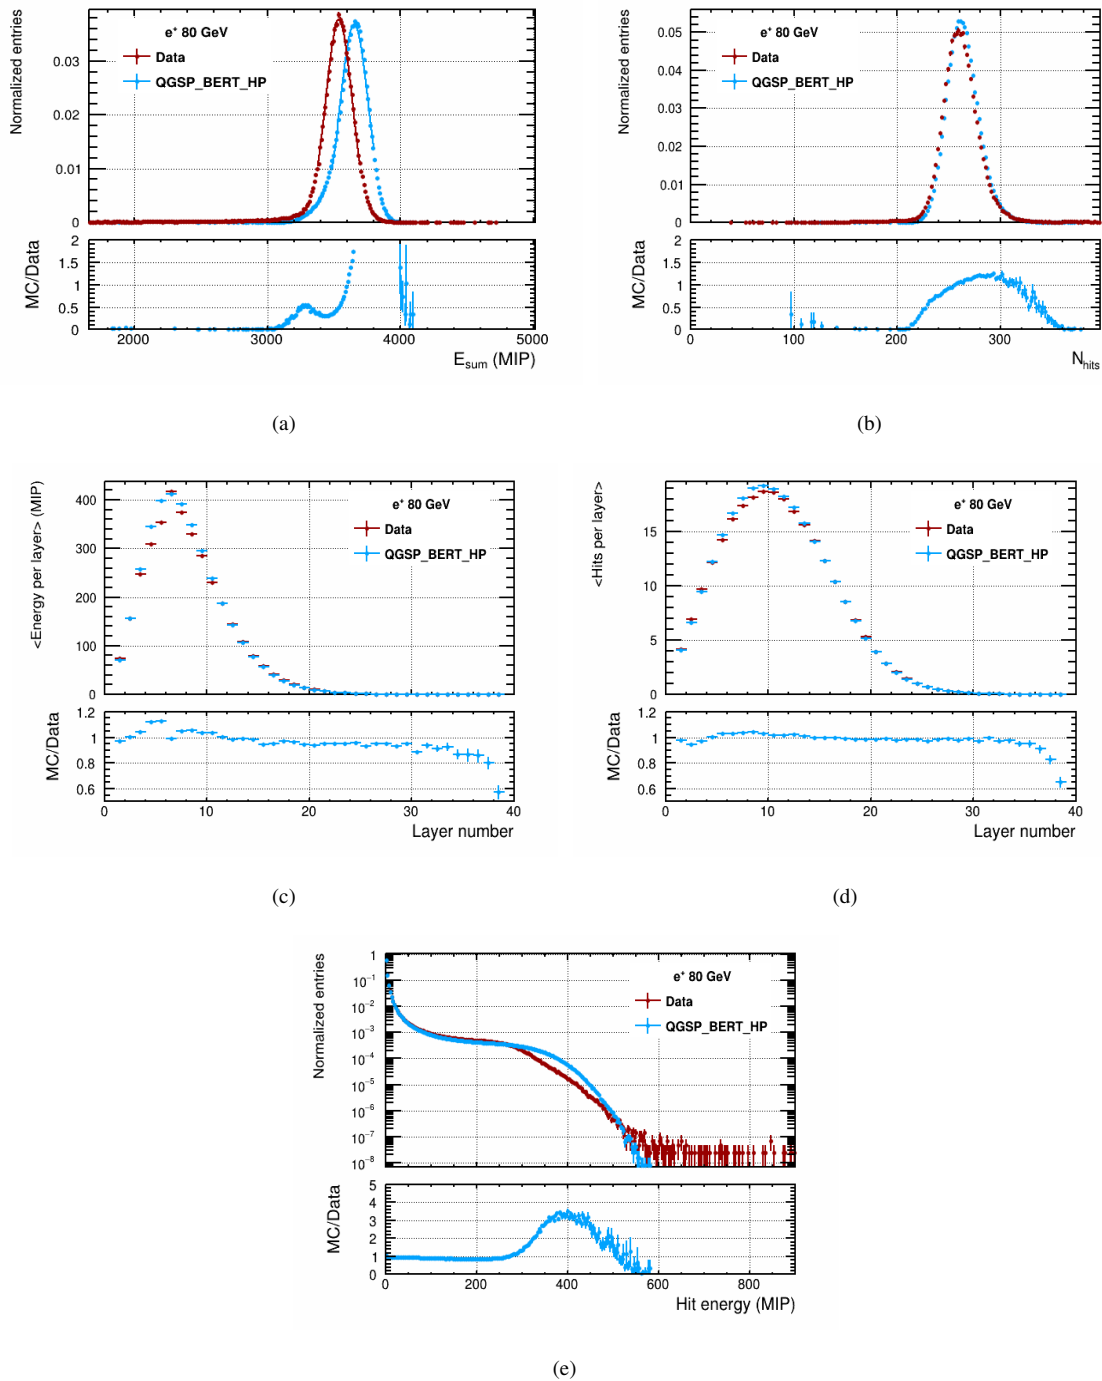 e⁺ 80 GeV
Data
QGSP_BERT_HP
Normalized entries
0.03
0.02
0.01
0
MC/Data
2
1.5
1
0.5
0
2000 3000 4000 5000
E_sum (MIP)
(a)
e⁺ 80 GeV
Data
QGSP_BERT_HP
Normalized entries
0.05
0.04
0.03
0.02
0.01
0
MC/Data
2
1.5
1
0.5
0
0 100 200 300
N_hits
(b)
e⁺ 80 GeV
Data
QGSP_BERT_HP
<Energy per layer> (MIP)
400
300
200
100
0
MC/Data
1.2
1
0.8
0.6
0 10 20 30 40
Layer number
(c)
e⁺ 80 GeV
Data
QGSP_BERT_HP
<Hits per layer>
15
10
5
0
MC/Data
1.2
1
0.8
0.6
0 10 20 30 40
Layer number
(d)
e⁺ 80 GeV
Data
QGSP_BERT_HP
Normalized entries
1
10⁻¹
10⁻²
10⁻³
10⁻⁴
10⁻⁵
10⁻⁶
10⁻⁷
10⁻⁸
MC/Data
5
4
3
2
1
0
0 200 400 600 800
Hit energy (MIP)
(e)